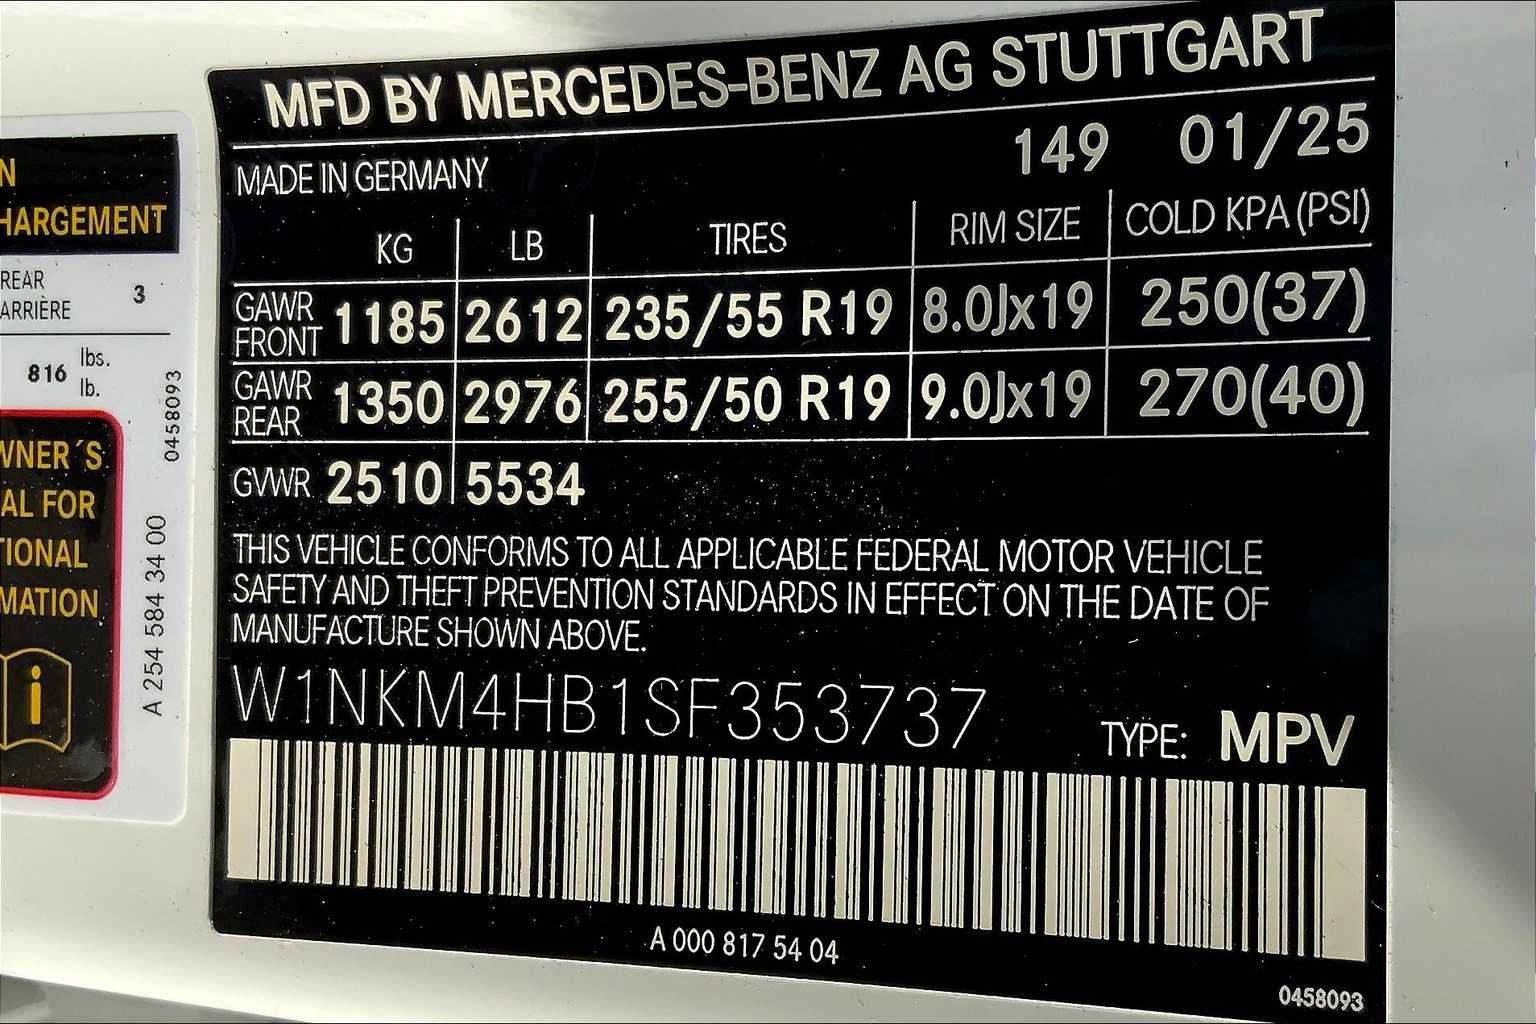 MFD BY MERCEDES-BENZ AG STUTTGART
MADE IN GERMANY 149 01/25
KG LB TIRES RIM SIZE COLD KPA (PSI)
GAWR FRONT 1185 2612 235/55 R19 8.0Jx19 250(37)
GAWR REAR 1350 2976 255/50 R19 9.0Jx19 270(40)
GVWR 2510 5534
THIS VEHICLE CONFORMS TO ALL APPLICABLE FEDERAL MOTOR VEHICLE
SAFETY AND THEFT PREVENTION STANDARDS IN EFFECT ON THE DATE OF
MANUFACTURE SHOWN ABOVE.
W1NKM4HB1SF353737
TYPE: MPV
A 000 817 54 04
0458093
N
HARGEMENT
REAR
ARRIÈRE
3
816 lbs.
lb.
0458093
WNER´S
AL FOR
TIONAL
MATION
i
A 254 584 34 00